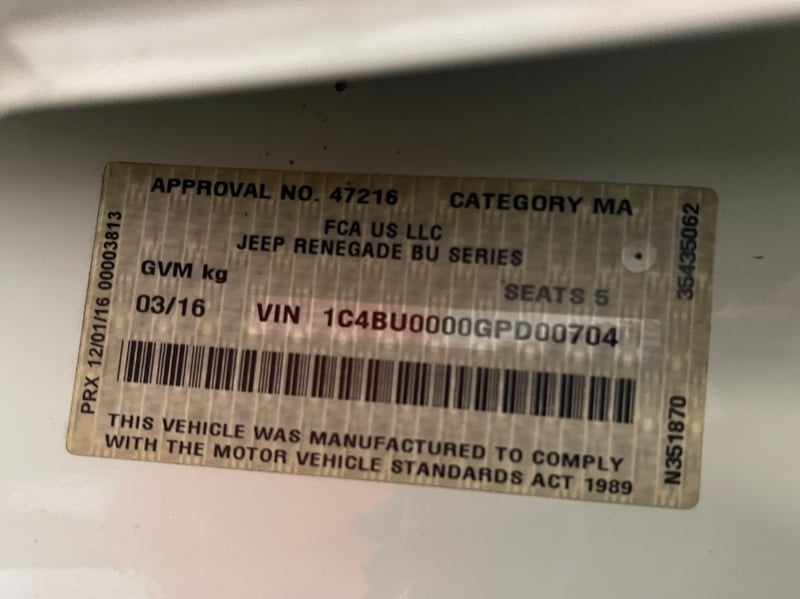 APPROVAL NO. 47216 CATEGORY MA
FCA US LLC
JEEP RENEGADE BU SERIES
GVM kg
SEATS 5
03/16 VIN 1C4BU0000GPD00704
THIS VEHICLE WAS MANUFACTURED TO COMPLY
WITH THE MOTOR VEHICLE STANDARDS ACT 1989
PRX 12/01/16 00003813
35435062
N351870